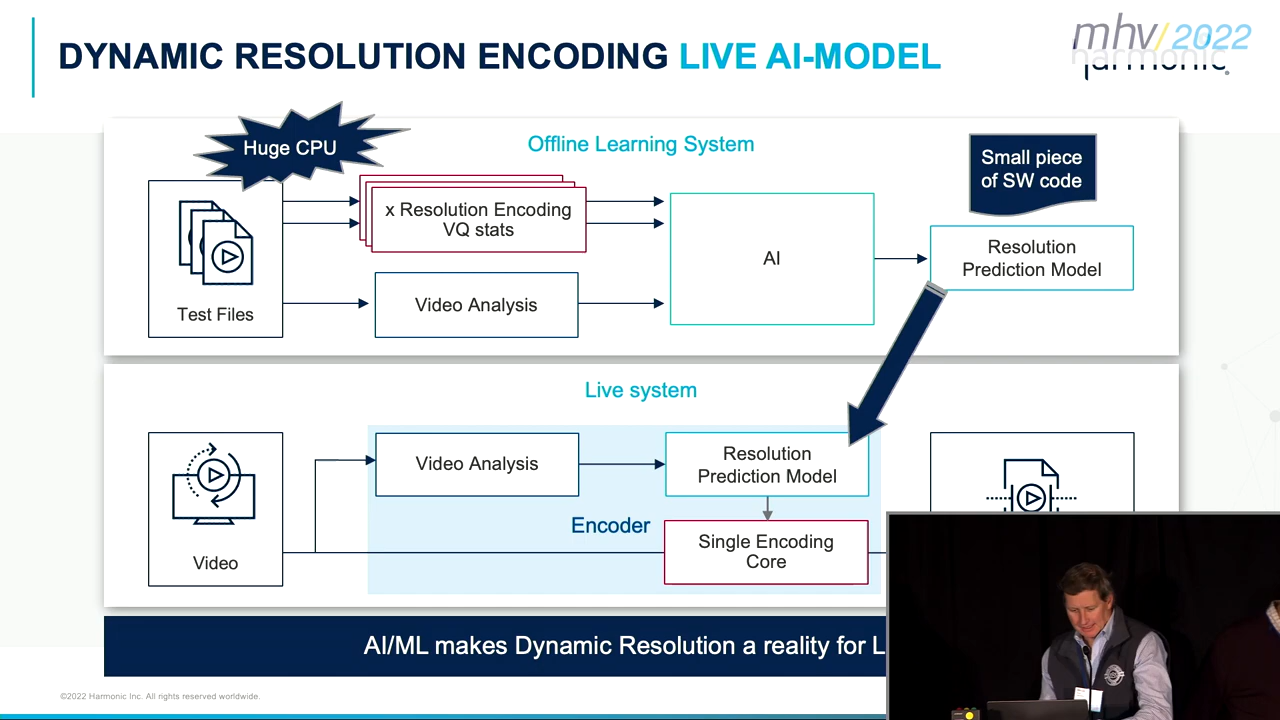 DYNAMIC RESOLUTION ENCODING LIVE AI-MODEL
mhv/2022
harmonic
Huge CPU
Offline Learning System
Small piece
of SW code
x Resolution Encoding
VQ stats
AI
Resolution
Prediction Model
Test Files
Video Analysis
Live system
Video Analysis
Resolution
Prediction Model
Encoder
Single Encoding
Core
Video
AI/ML makes Dynamic Resolution a reality for L
©2022 Harmonic Inc. All rights reserved worldwide.